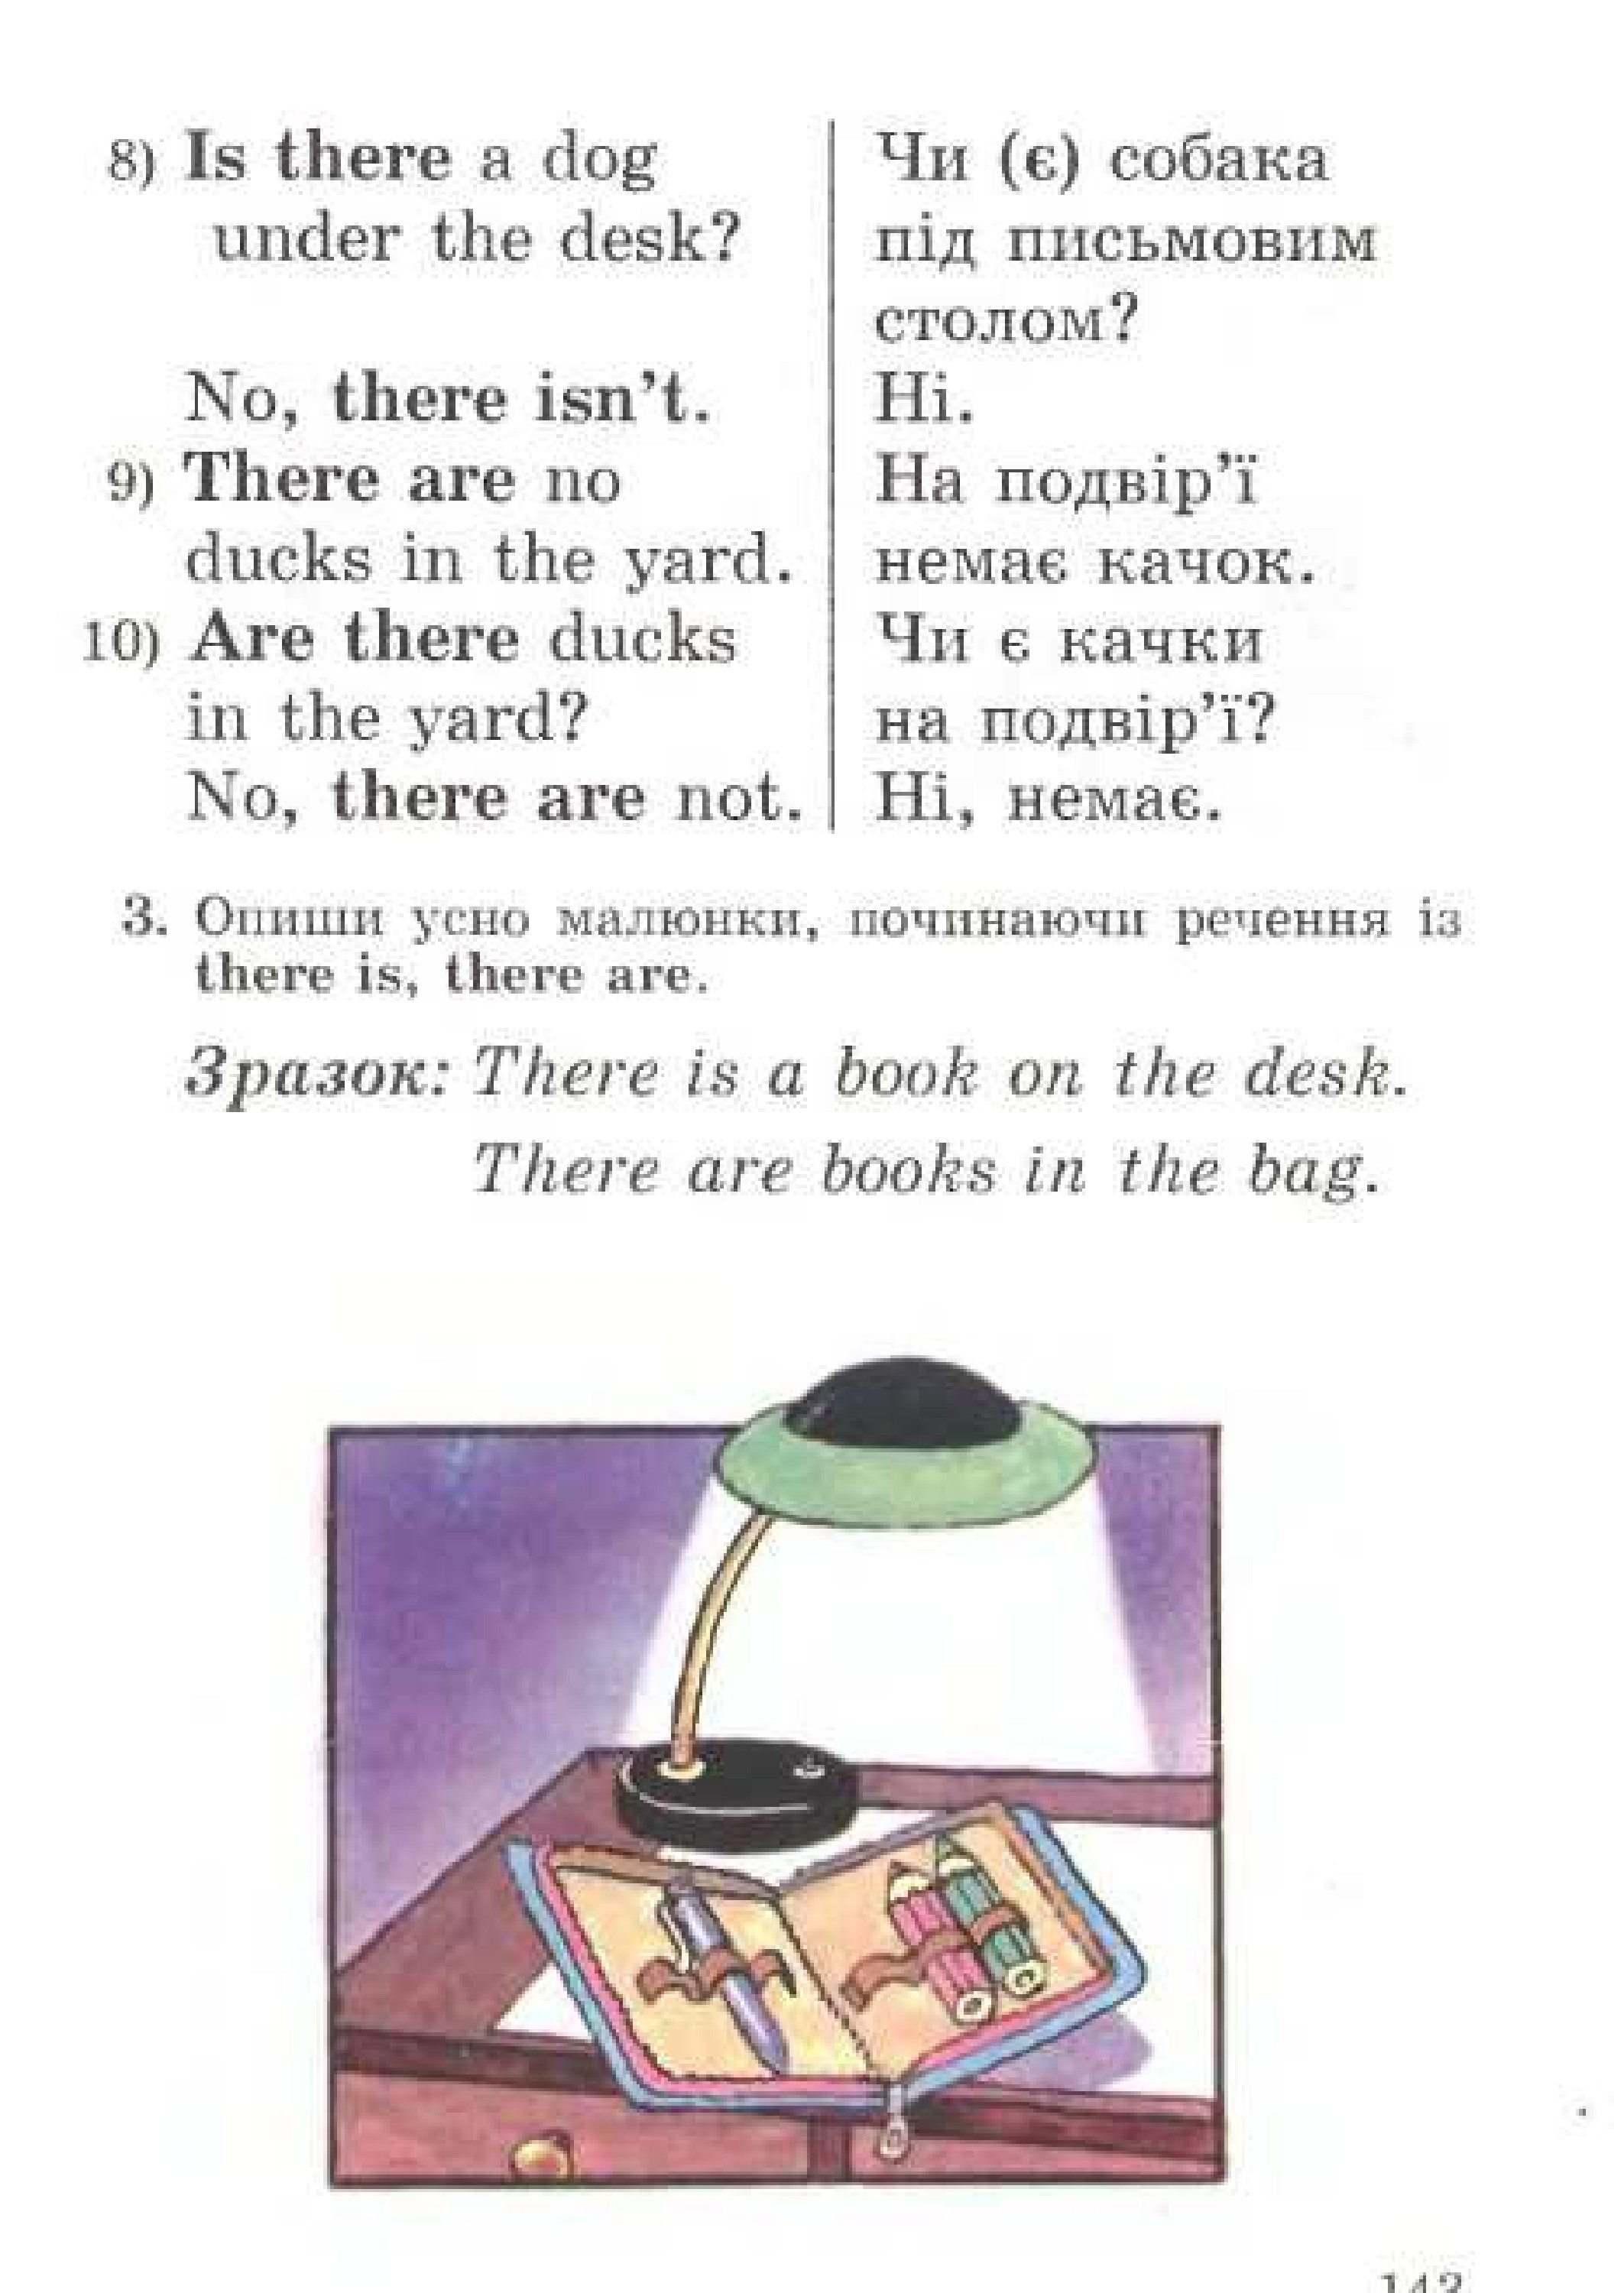 8) Is there a dog
under the desk?
No, there isn't.
9) There are no
ducks in the yard.
10) Are there ducks
in the yard?
No, there are not.
Чи (є) собака
під письмовим
столом?
Ні.
На подвір'ї
немає качок.
Чи є качки
на подвір'ї?
Ні, немає.
3. Опиши усно малюнки, починаючи речення із
there is, there are.
Зразок: There is a book on the desk.
There are books in the bag.